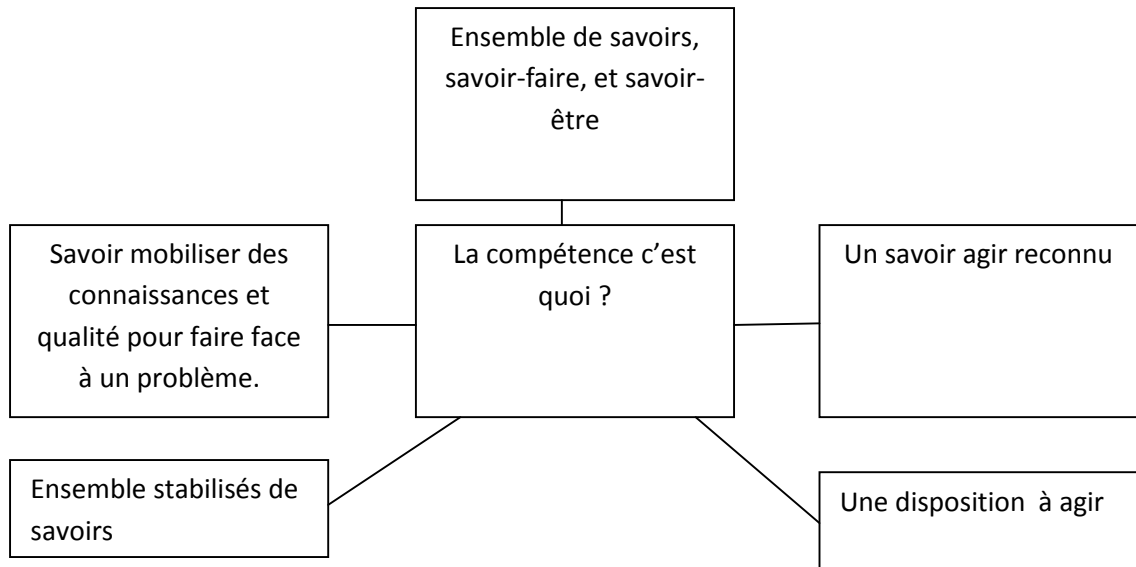 Ensemble de savoirs,
savoir-faire, et savoir-
être
Savoir mobiliser des
connaissances et
qualité pour faire face
à un problème.
La compétence c’est
quoi ?
Un savoir agir reconnu
Ensemble stabilisés de
savoirs
Une disposition à agir